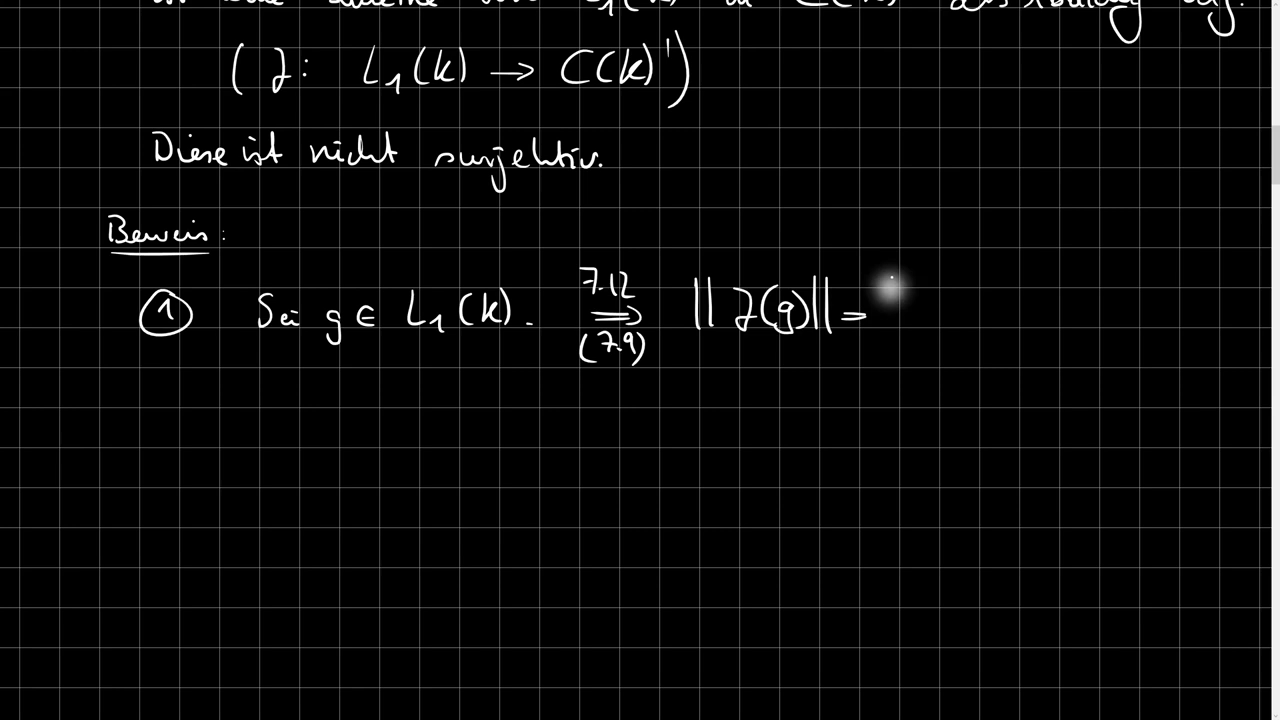 (J: L₁(K) → C(K)')
Diese ist nicht surjektiv.
Beweis:
① Sei g ∈ L₁(K). 7.12 ⟹ (7.9) ||J(g)|| =